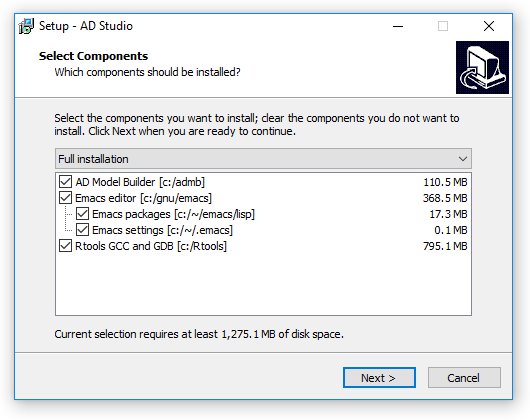 Setup - AD Studio
Select Components
Which components should be installed?
Select the components you want to install; clear the components you do not want to
install. Click Next when you are ready to continue.
Full installation
AD Model Builder [c:/admb] 110.5 MB
Emacs editor [c:/gnu/emacs] 368.5 MB
Emacs packages [c:/~/emacs/lisp] 17.3 MB
Emacs settings [c:/~/.emacs] 0.1 MB
Rtools GCC and GDB [c:/Rtools] 795.1 MB
Current selection requires at least 1,275.1 MB of disk space.
Next > Cancel